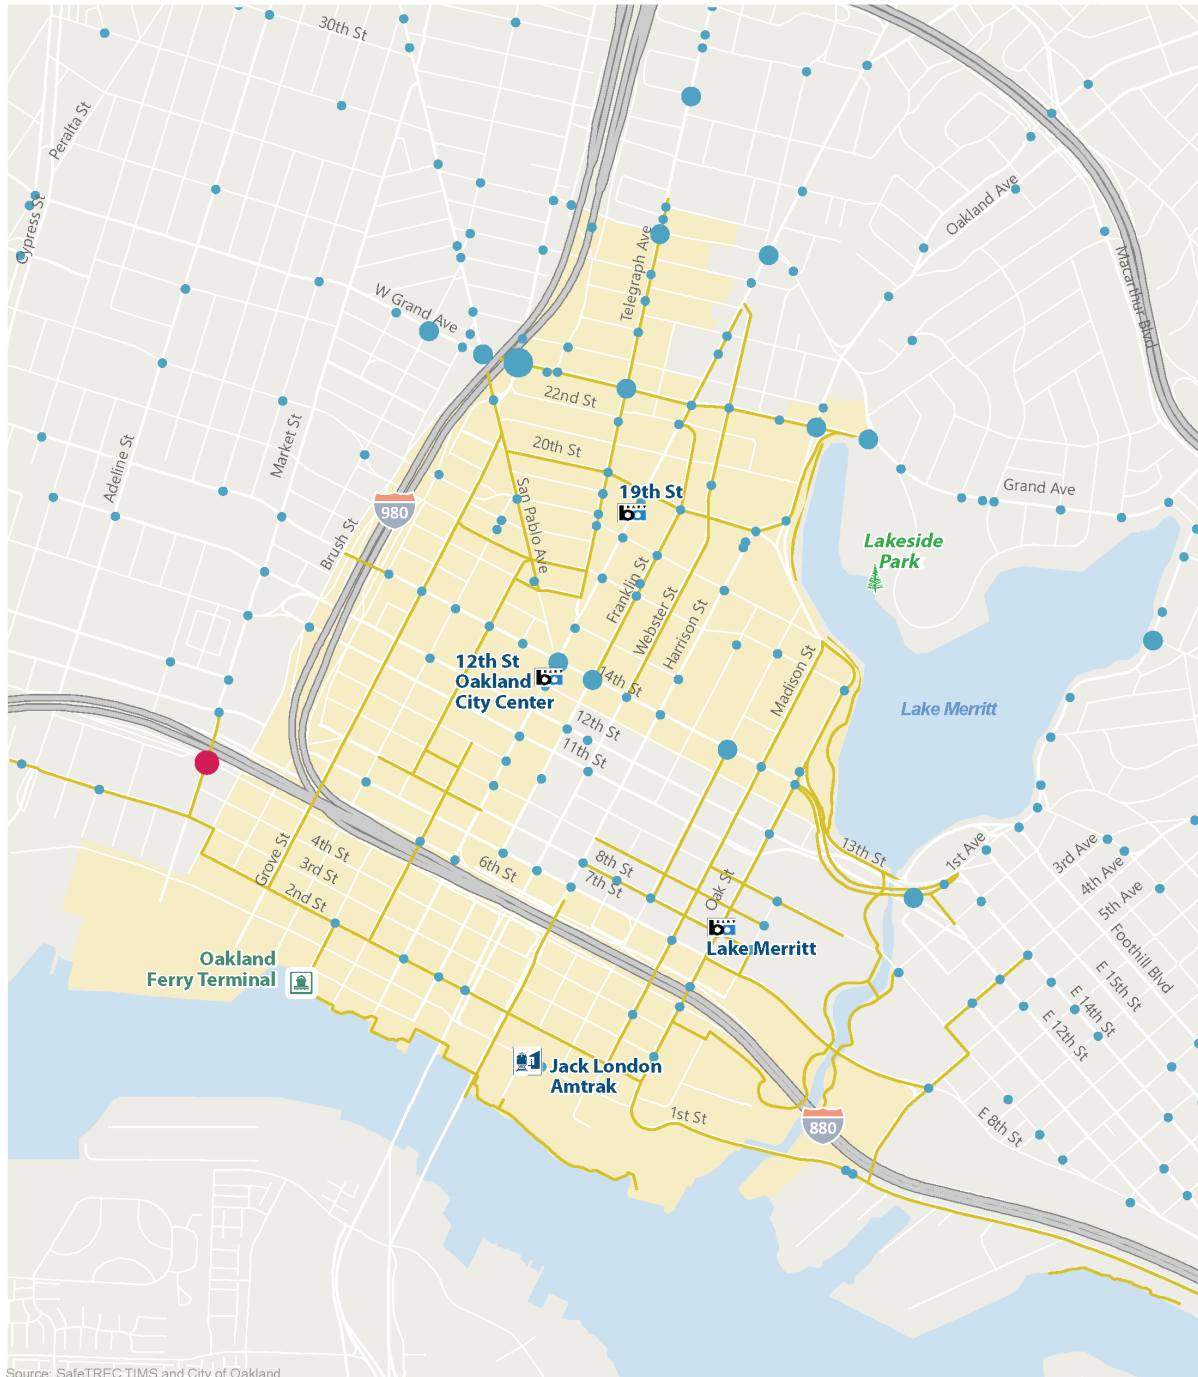 30th St
Peralta St
Cypress St
Oakland Ave
Telegraph Ave
Macarthur Blvd
W Grand Ave
22nd St
Market St
Adeline St
20th St
19th St
San Pablo Ave
Grand Ave
980
Brush St
Lakeside
Park
Franklin St
Webster St
Harrison St
Madison St
12th St
Oakland
City Center
14th St
Lake Merritt
12th St
11th St
Grove St
4th St
3rd St
2nd St
6th St
8th St
7th St
Oak St
13th St
1st Ave
3rd Ave
4th Ave
5th Ave
Foothill Blvd
Lake Merritt
Oakland
Ferry Terminal
E 15th St
E 14th St
E 12th St
Jack London
Amtrak
1st St
880
E 8th St
Source: SafeTREC TIMS and City of Oakland